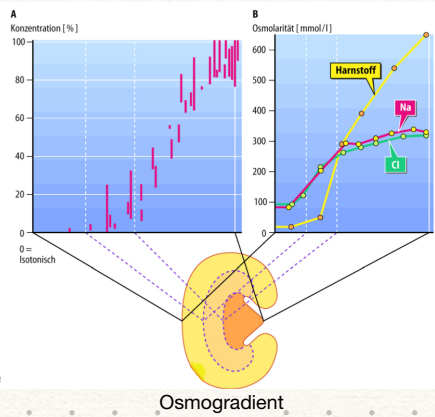 A
Konzentration [ % ]
100
80
60
40
20
0
0 =
Isotonisch
B
Osmolarität [ mmol / l ]
600
500
400
300
200
100
0
Harnstoff
Na
Cl
Osmogradient